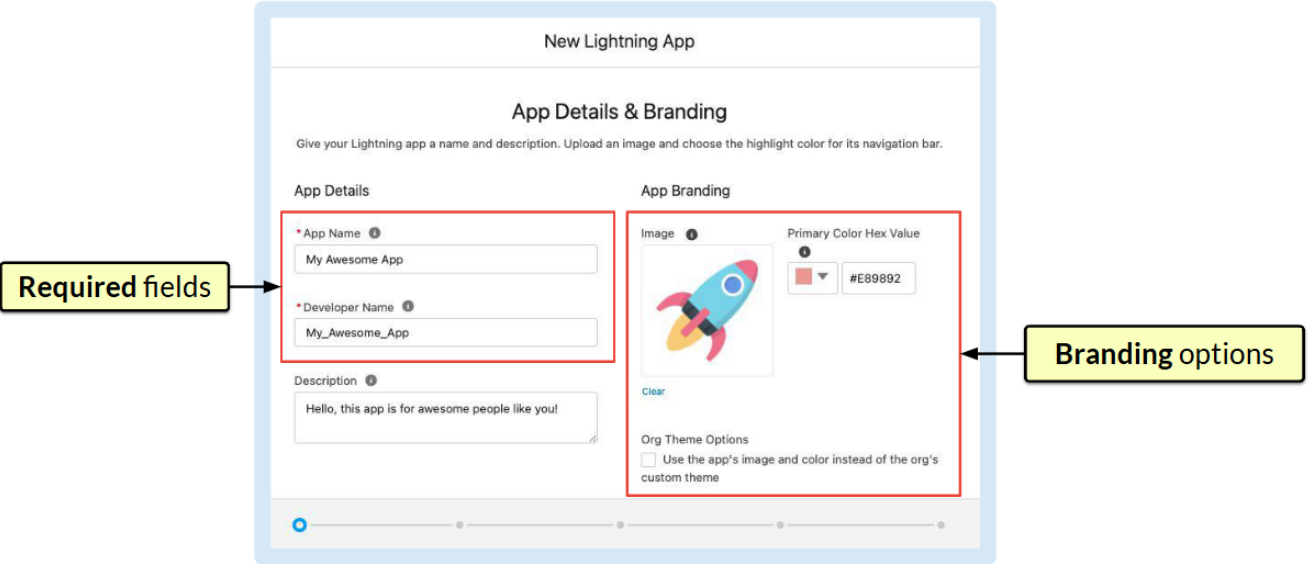 New Lightning App
App Details & Branding
Give your Lightning app a name and description. Upload an image and choose the highlight color for its navigation bar.
App Details
* App Name
My Awesome App
* Developer Name
My_Awesome_App
Description
Hello, this app is for awesome people like you!
App Branding
Image
Clear
Primary Color Hex Value
#E89892
Org Theme Options
Use the app's image and color instead of the org's
custom theme
Required fields
Branding options